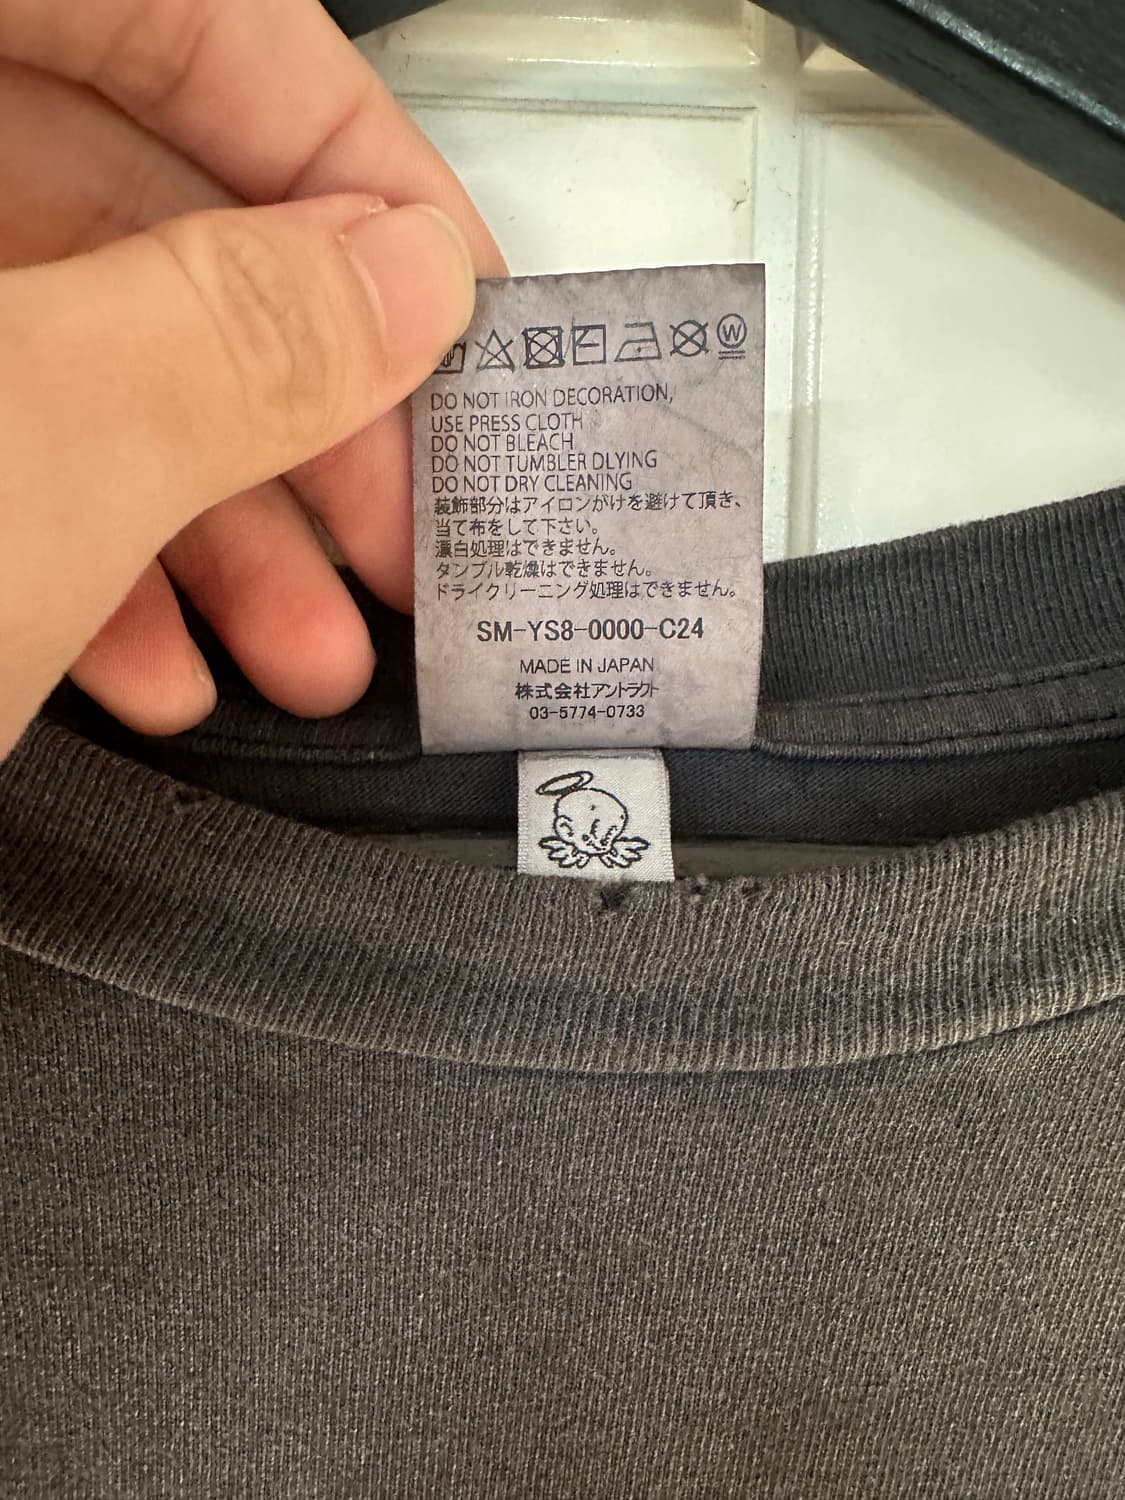 W
DO NOT IRON DECORATION,
USE PRESS CLOTH
DO NOT BLEACH
DO NOT TUMBLER DLYING
DO NOT DRY CLEANING
装飾部分はアイロンがけを避けて頂き、
当て布をして下さい。
漂白処理はできません。
タンブル乾燥はできません。
ドライクリーニング処理はできません。
SM-YS8-0000-C24
MADE IN JAPAN
株式会社アントラクト
03-5774-0733